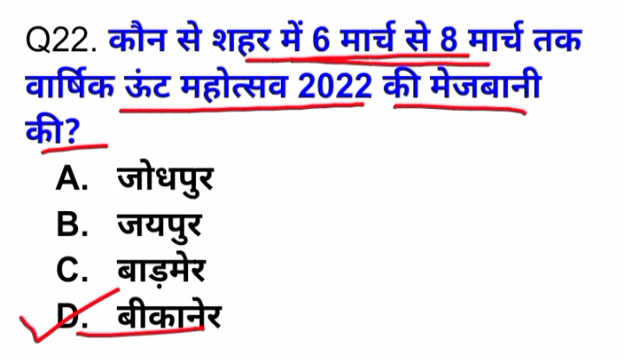 Q22. कौन से शहर में 6 मार्च से 8 मार्च तक
वार्षिक ऊंट महोत्सव 2022 की मेजबानी
की?
A. जोधपुर
B. जयपुर
C. बाड़मेर
D. बीकानेर